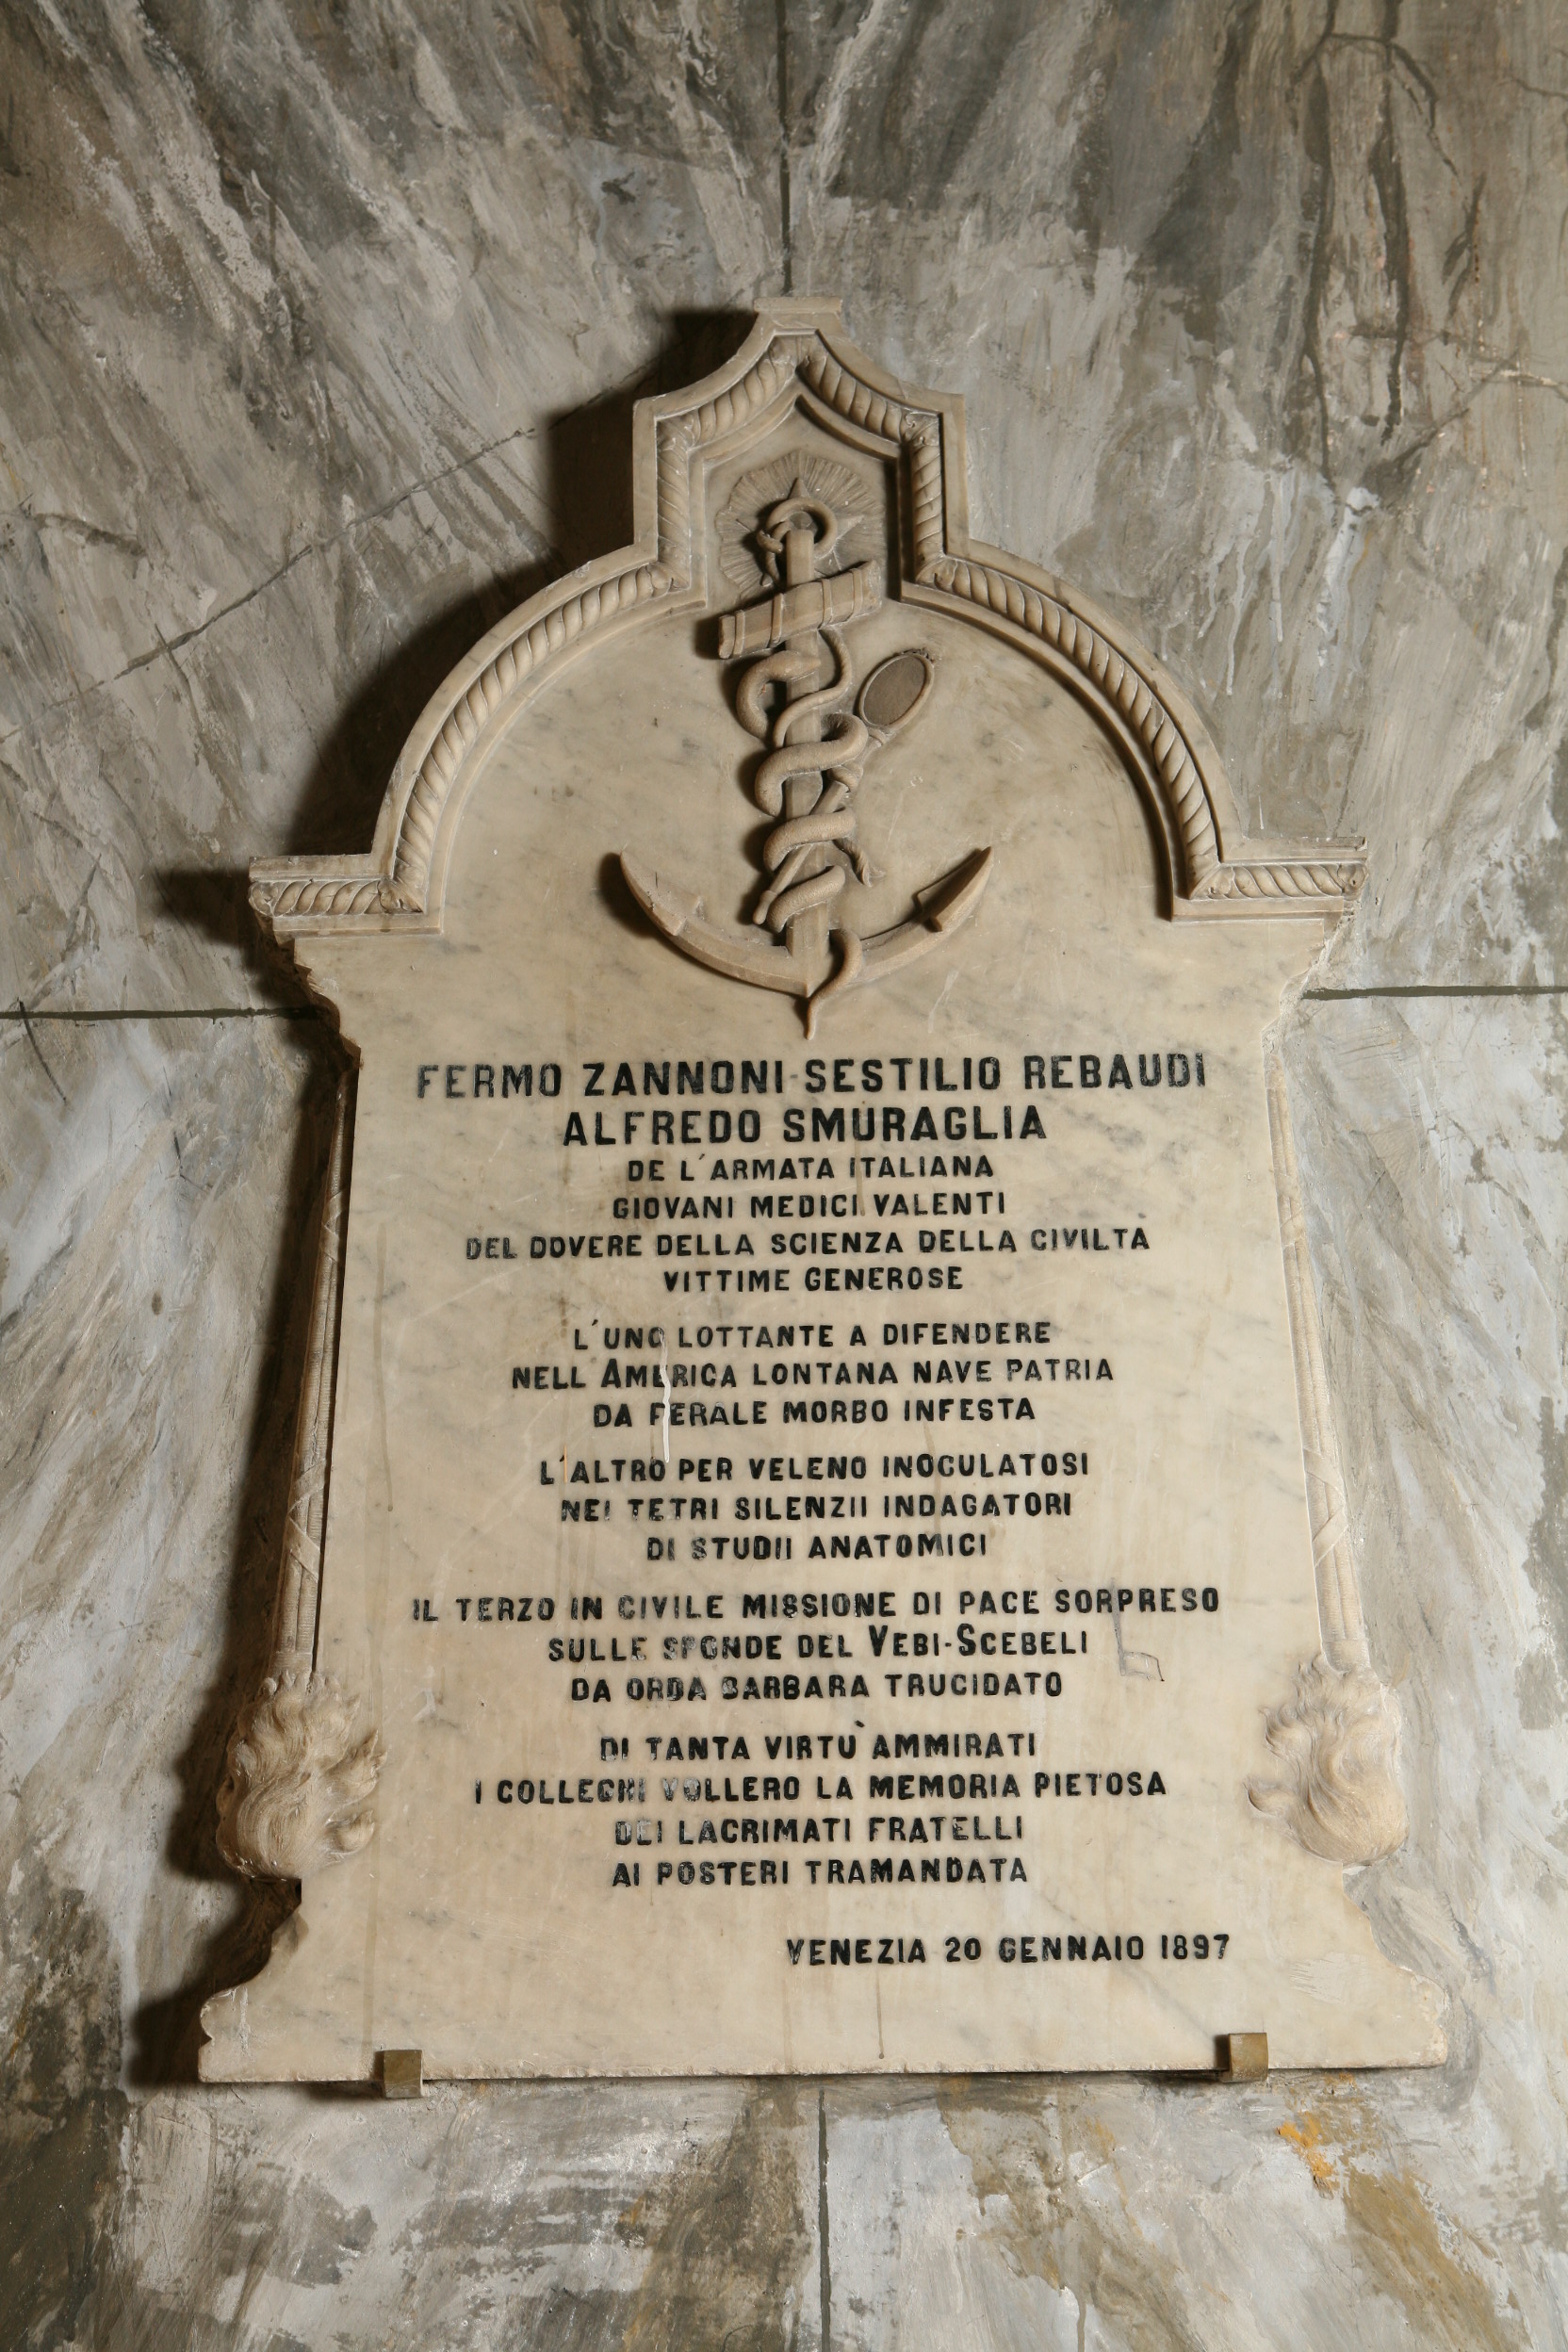 FERMO ZANNONI-SESTILIO REBAUDI
ALFREDO SMURAGLIA
DE L'ARMATA ITALIANA
GIOVANI MEDICI VALENTI
DEL DOVERE DELLA SCIENZA DELLA CIVILTA
VITTIME GENEROSE
L'UNO LOTTANTE A DIFENDERE
NELL AMERICA LONTANA NAVE PATRIA
DA FERALE MORBO INFESTA
L'ALTRO PER VELENO INOCULATOSI
NEI TETRI SILENZII INDAGATORI
DI STUDII ANATOMICI
IL TERZO IN CIVILE MISSIONE DI PACE SORPRESO
SULLE SPONDE DEL VEBI-SCEBELI
DA ORDA BARBARA TRUCIDATO
DI TANTA VIRTÙ AMMIRATI
I COLLEGHI VOLLERO LA MEMORIA PIETOSA
DEI LACRIMATI FRATELLI
AI POSTERI TRAMANDATA
VENEZIA 20 GENNAIO 1897